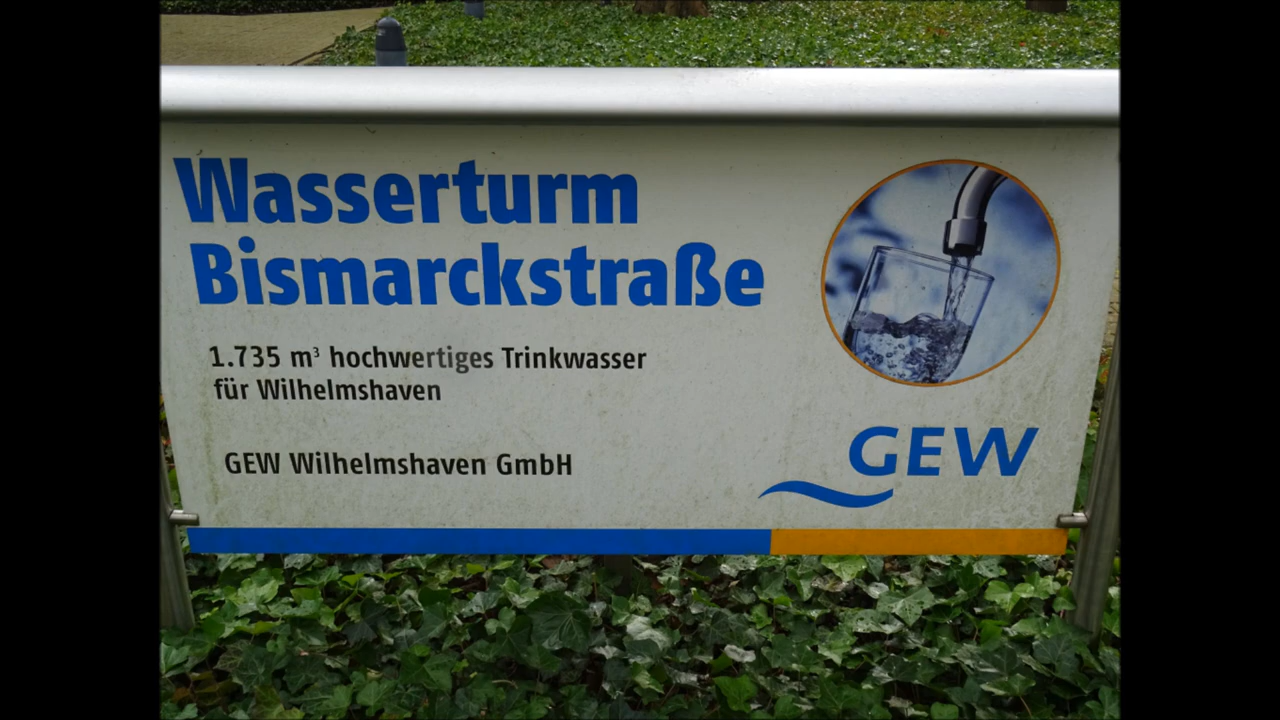 Wasserturm
Bismarckstraße
1.735 m³ hochwertiges Trinkwasser
für Wilhelmshaven
GEW Wilhelmshaven GmbH
GEW